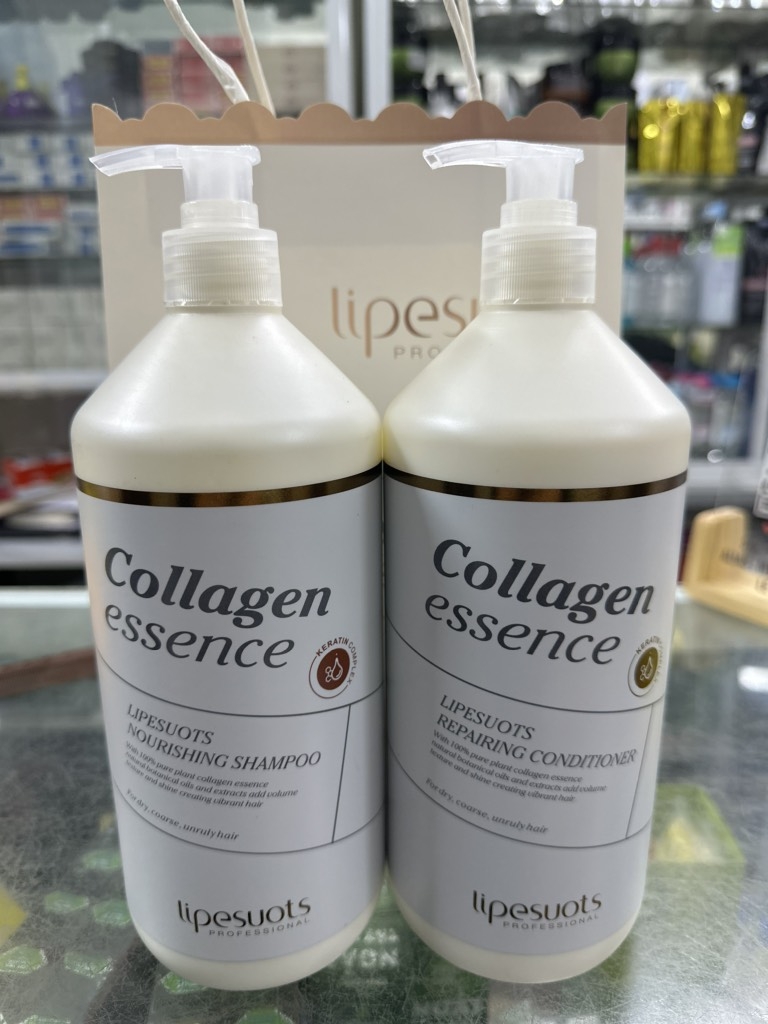 lipes
PRO
Collagen
essence
KERATIN COMPLEX
LIPESUOTS
NOURISHING SHAMPOO
With 100% pure plant collagen essence
natural botanical oils and extracts add volume
texture and shine creating vibrant hair
For dry, coarse, unruly hair
lipesuots
PROFESSIONAL
Collagen
essence
KERATIN
LIPESUOTS
REPAIRING CONDITIONER
With 100% pure plant collagen essence
natural botanical oils and extracts add volume
texture and shine creating vibrant hair
For dry, coarse, unruly hair
lipesuots
PROFESSIONAL